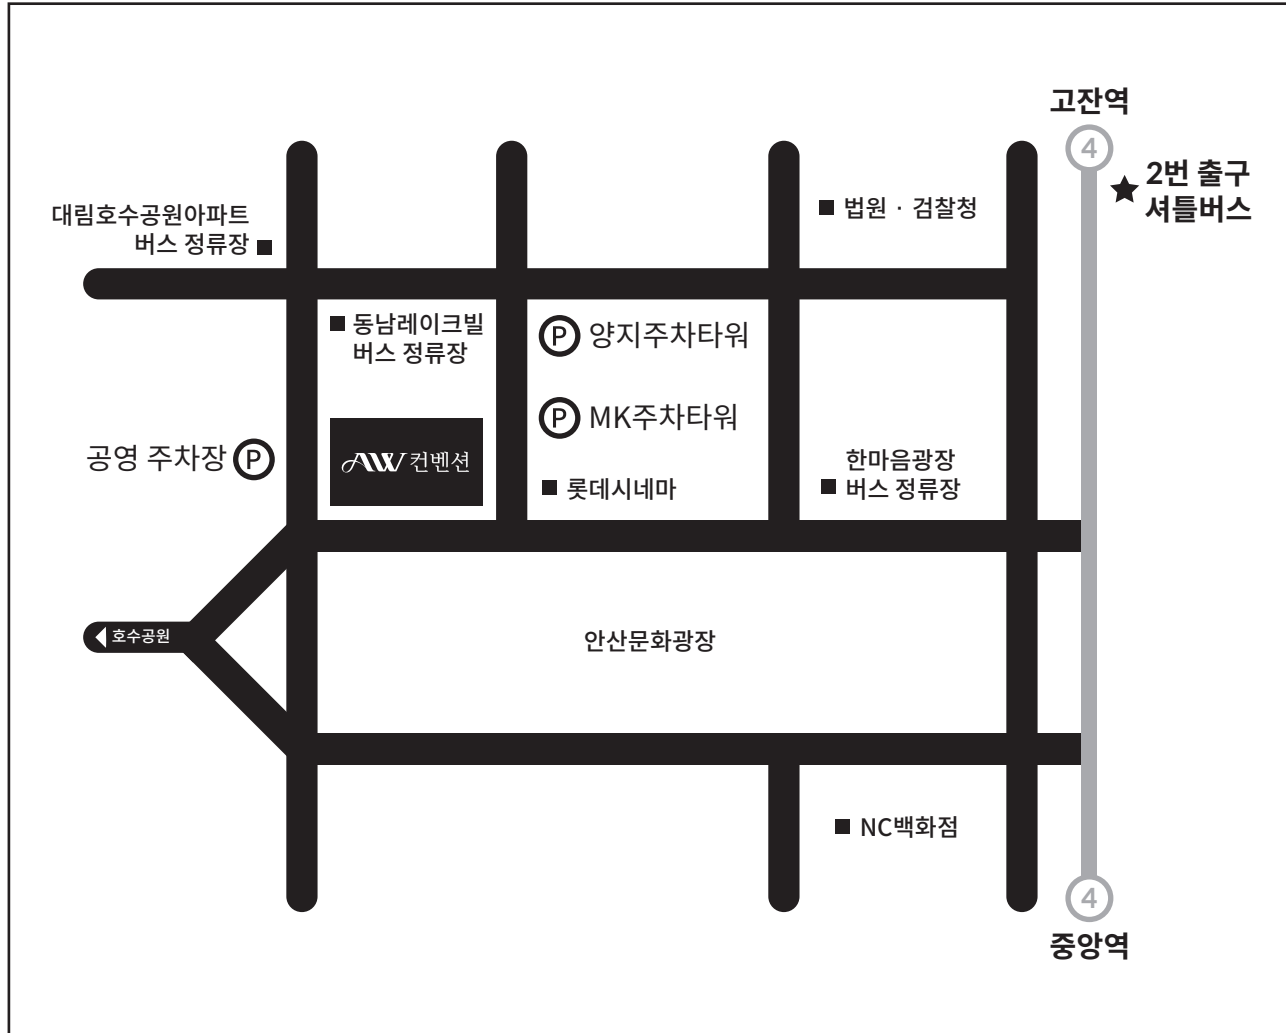 고잔역
4
2번 출구
셔틀버스
대림호수공원아파트
버스 정류장
법원 · 검찰청
동남레이크빌
버스 정류장
P 양지주차타워
P MK주차타워
공영 주차장 P
AW 컨벤션
롯데시네마
한마음광장
버스 정류장
호수공원
안산문화광장
NC백화점
4
중앙역